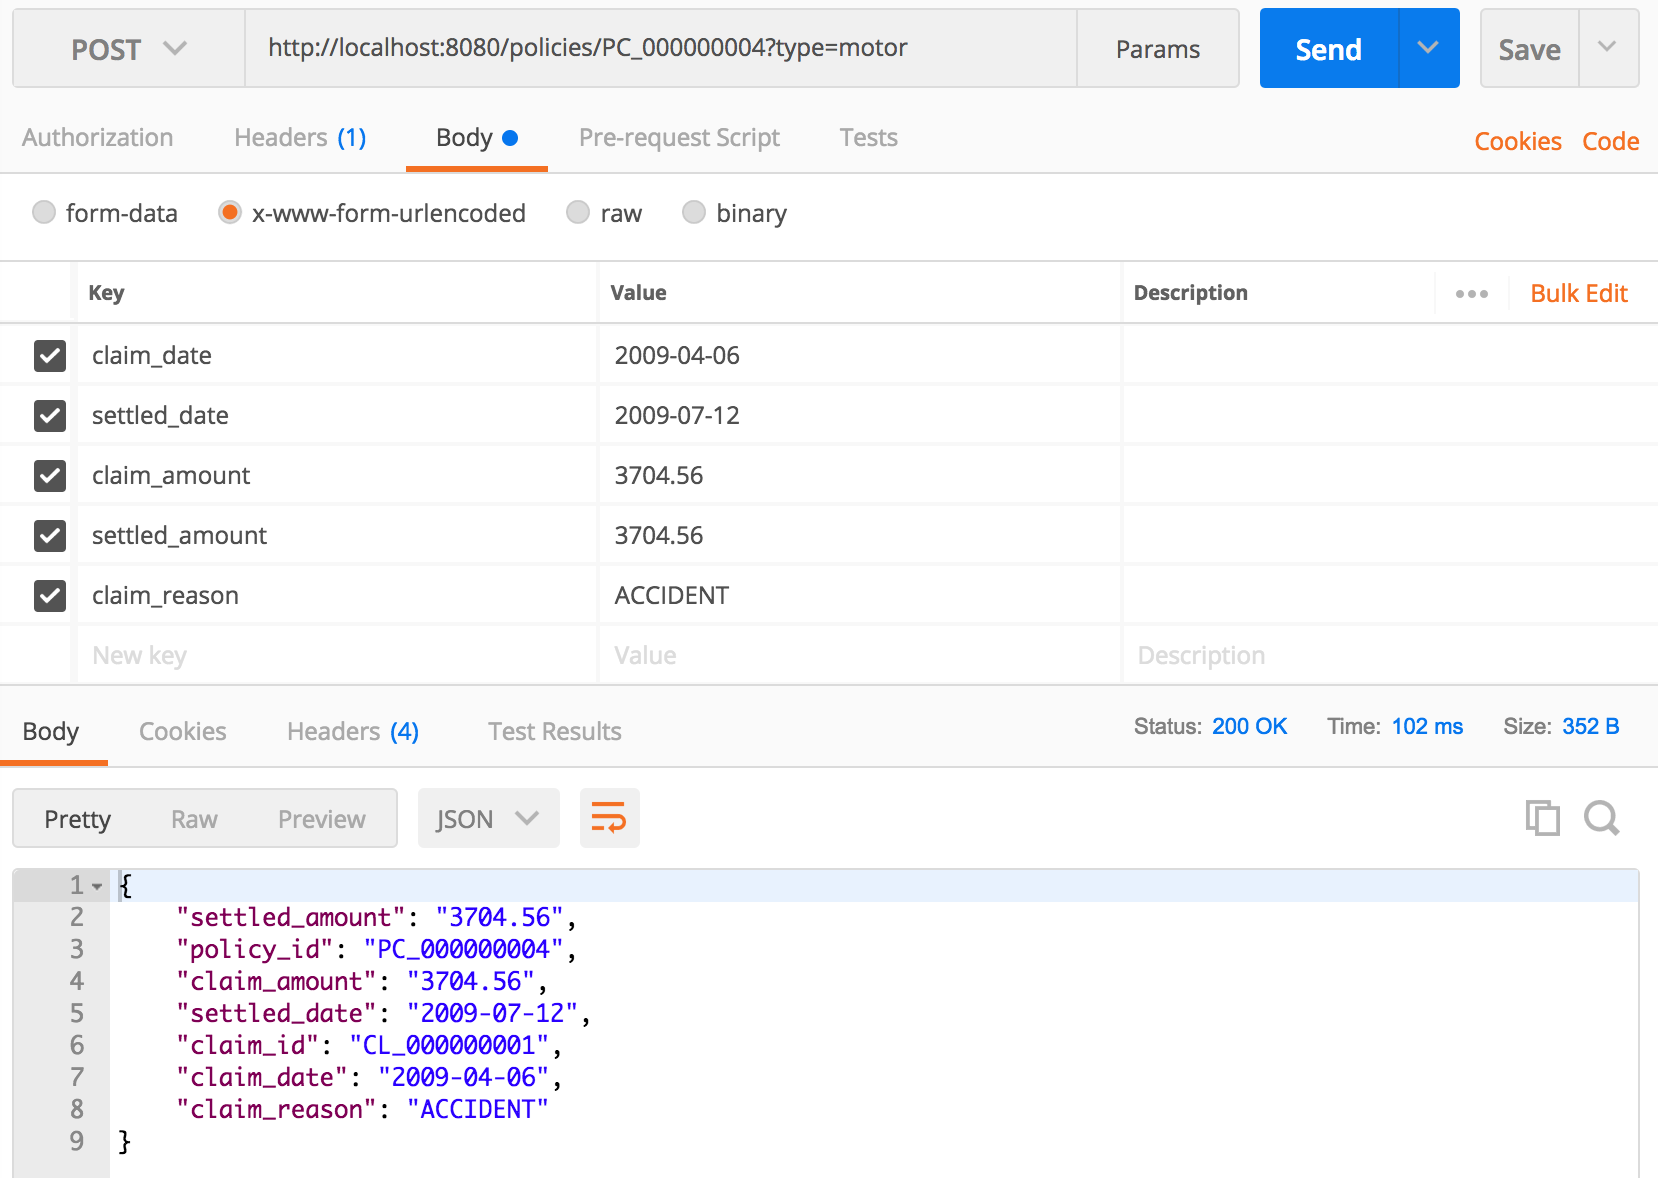 POST http://localhost:8080/policies/PC_000000004?type=motor Params Send Save
Authorization Headers (1) Body Pre-request Script Tests Cookies Code
form-data x-www-form-urlencoded raw binary
Key Value Description Bulk Edit
claim_date 2009-04-06
settled_date 2009-07-12
claim_amount 3704.56
settled_amount 3704.56
claim_reason ACCIDENT
New key Value Description
Body Cookies Headers (4) Test Results Status: 200 OK Time: 102 ms Size: 352 B
Pretty Raw Preview JSON
1 {
2 "settled_amount": "3704.56",
3 "policy_id": "PC_000000004",
4 "claim_amount": "3704.56",
5 "settled_date": "2009-07-12",
6 "claim_id": "CL_000000001",
7 "claim_date": "2009-04-06",
8 "claim_reason": "ACCIDENT"
9 }